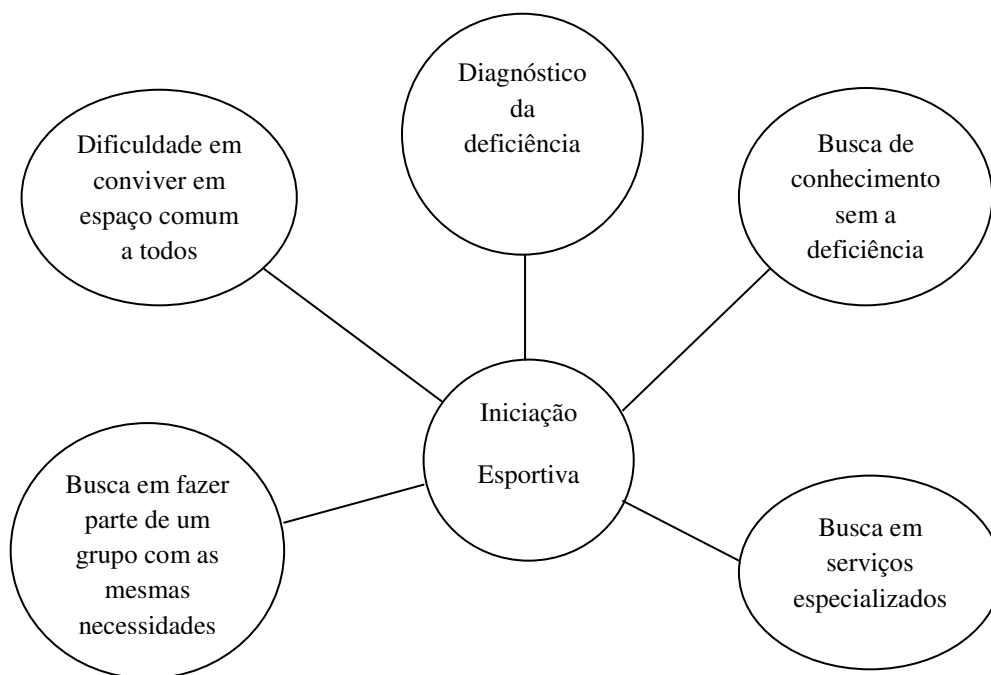 Diagnóstico
da
deficiência
Dificuldade em
conviver em
espaço comum
a todos
Busca de
conhecimento
sem a
deficiência
Iniciação
Esportiva
Busca em fazer
parte de um
grupo com as
mesmas
necessidades
Busca em
serviços
especializados